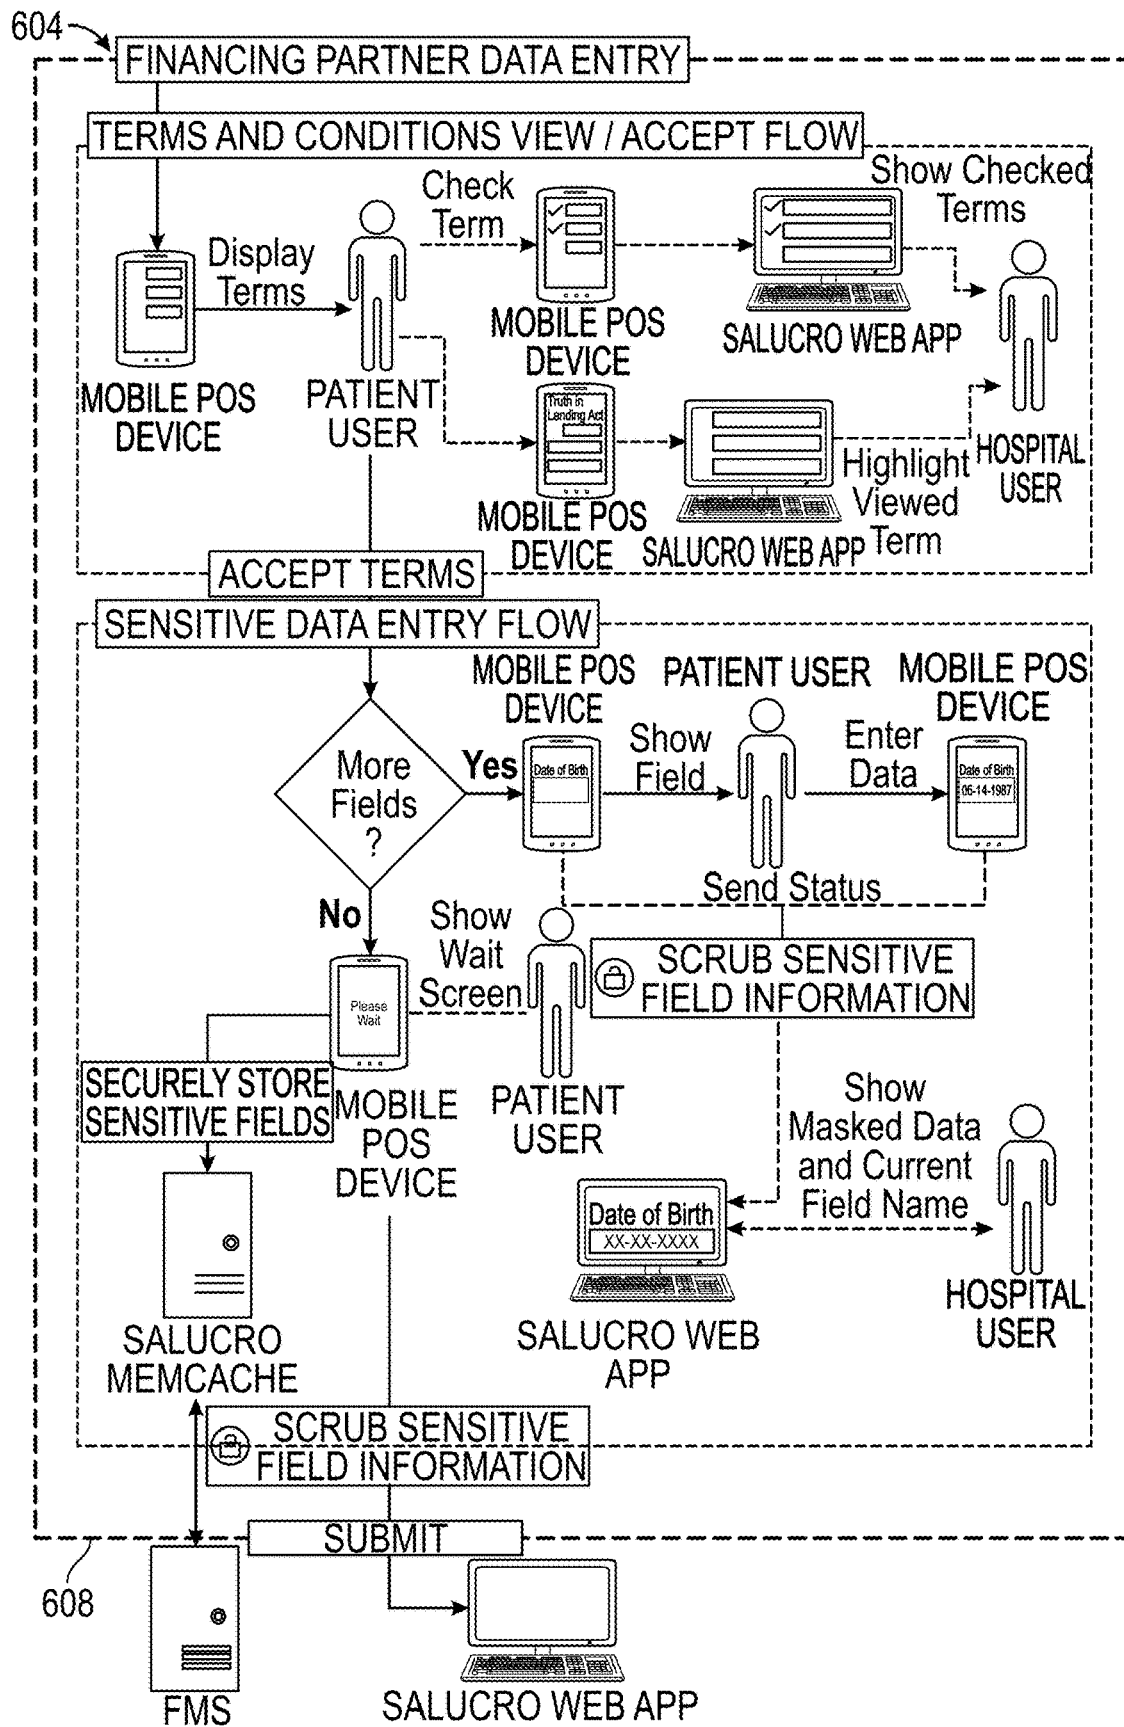 604
FINANCING PARTNER DATA ENTRY
TERMS AND CONDITIONS VIEW / ACCEPT FLOW
Display
Terms
MOBILE POS
DEVICE
PATIENT
USER
Check
Term
MOBILE POS
DEVICE
SALUCRO WEB APP
Show Checked
Terms
Truth in
Lending Act
MOBILE POS
DEVICE
SALUCRO WEB APP
Highlight
Viewed
Term
HOSPITAL
USER
ACCEPT TERMS
SENSITIVE DATA ENTRY FLOW
More
Fields
?
Yes
MOBILE POS
DEVICE
Date of Birth
Show
Field
PATIENT USER
Enter
Data
MOBILE POS
DEVICE
Date of Birth
06-14-1987
Send Status
No
Please
Wait
MOBILE
POS
DEVICE
Show
Wait
Screen
PATIENT
USER
SCRUB SENSITIVE
FIELD INFORMATION
SECURELY STORE
SENSITIVE FIELDS
SALUCRO
MEMCACHE
Date of Birth
XX-XX-XXXX
SALUCRO WEB
APP
Show
Masked Data
and Current
Field Name
HOSPITAL
USER
SCRUB SENSITIVE
FIELD INFORMATION
SUBMIT
608
FMS
SALUCRO WEB APP